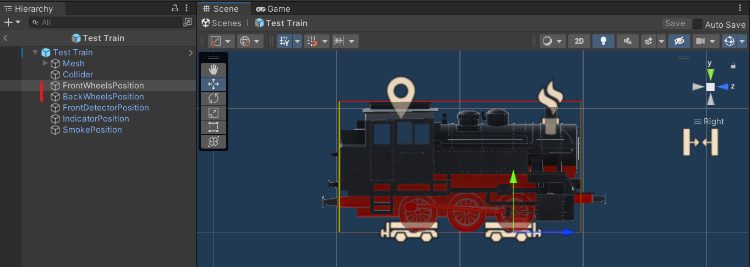 Hierarchy
All
Test Train
Test Train
Mesh
Collider
FrontWheelsPosition
BackWheelsPosition
FrontDetectorPosition
IndicatorPosition
SmokePosition
Scene
Game
Scenes
Test Train
Save
Auto Save
2D
y
z
Right